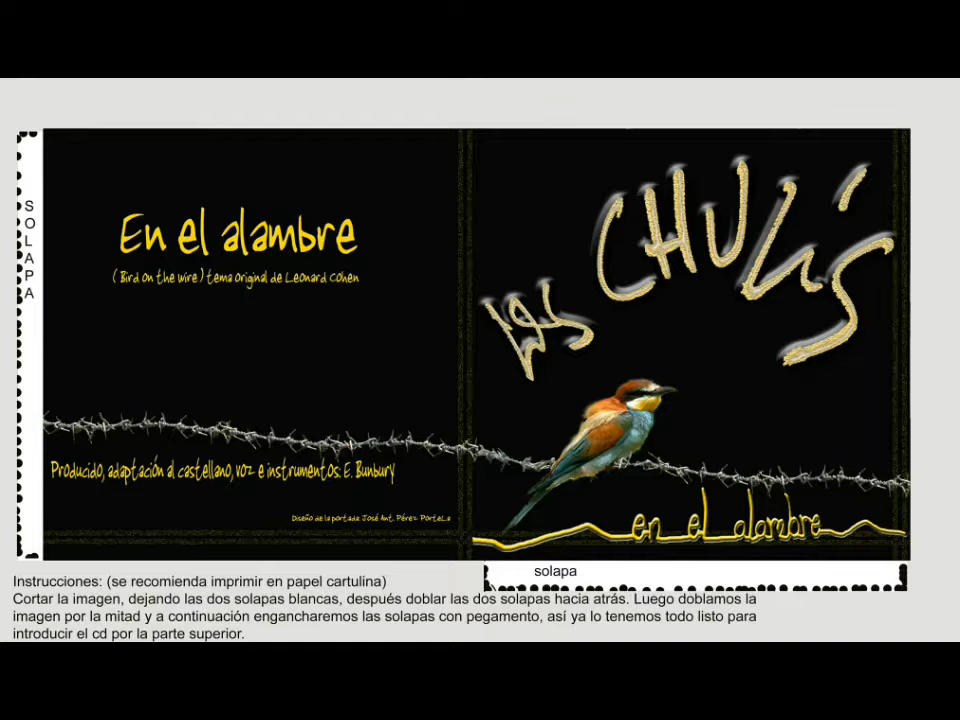 SOLAPA
En el alambre
( Bird on the wire ) tema original de Leonard Cohen
Producido, adaptación al castellano, voz e instrumentos: E. Bunbury
Diseño de la portada: José Ant. Pérez Portela
LOS
CHULIS
en el alambre
solapa
Instrucciones: (se recomienda imprimir en papel cartulina)
Cortar la imagen, dejando las dos solapas blancas, después doblar las dos solapas hacia atrás. Luego doblamos la
imagen por la mitad y a continuación engancharemos las solapas con pegamento, así ya lo tenemos todo listo para
introducir el cd por la parte superior.